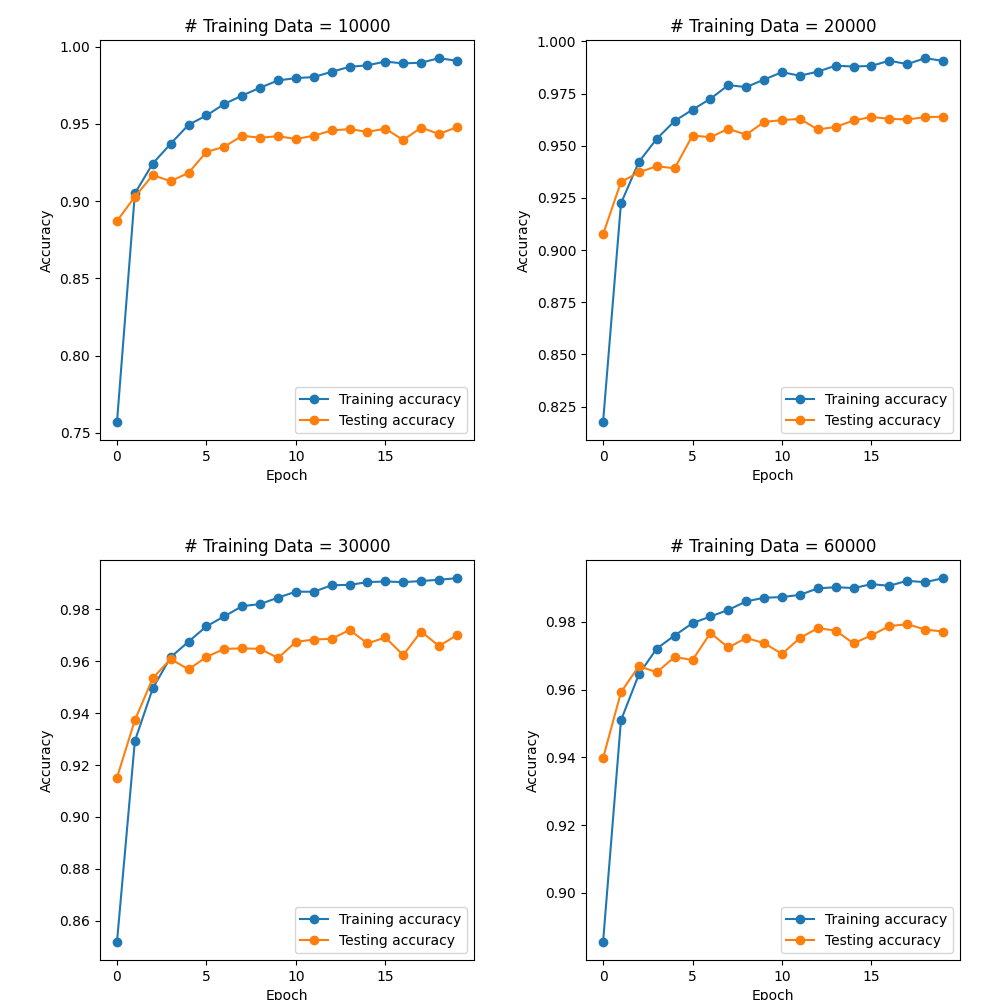 # Training Data = 10000
1.00
0.95
0.90
0.85
0.80
0.75
Accuracy
0
5
10
15
Epoch
Training accuracy
Testing accuracy
# Training Data = 20000
1.000
0.975
0.950
0.925
0.900
0.875
0.850
0.825
Accuracy
0
5
10
15
Epoch
Training accuracy
Testing accuracy
# Training Data = 30000
0.98
0.96
0.94
0.92
0.90
0.88
0.86
Accuracy
0
5
10
15
Epoch
Training accuracy
Testing accuracy
# Training Data = 60000
0.98
0.96
0.94
0.92
0.90
Accuracy
0
5
10
15
Epoch
Training accuracy
Testing accuracy